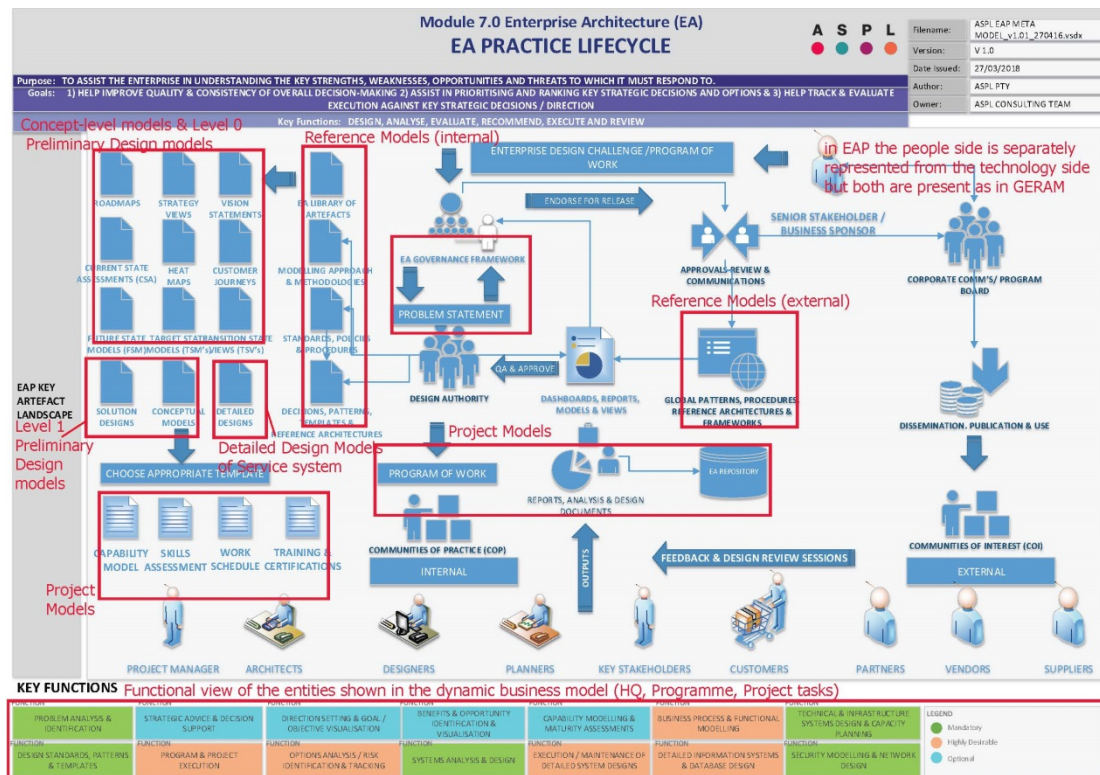 Module 7.0 Enterprise Architecture (EA)
EA PRACTICE LIFECYCLE
A S P L
Filename: ASPL EAP META
MODEL_v1.01_270416.vsdx
Version: V 1.0
Date Issued: 27/03/2018
Author: ASPL PTY
Owner: ASPL CONSULTING TEAM
Purpose: TO ASSIST THE ENTERPRISE IN UNDERSTANDING THE KEY STRENGTHS, WEAKNESSES, OPPORTUNITIES AND THREATS TO WHICH IT MUST RESPOND TO.
Goals: 1) HELP IMPROVE QUALITY & CONSISTENCY OF OVERALL DECISION-MAKING 2) ASSIST IN PRIORITISING AND RANKING KEY STRATEGIC DECISIONS AND OPTIONS & 3) HELP TRACK & EVALUATE
EXECUTION AGAINST KEY STRATEGIC DECISIONS / DIRECTION
Key Functions: DESIGN, ANALYSE, EVALUATE, RECOMMEND, EXECUTE AND REVIEW
Concept-level models & Level 0
Preliminary Design models
Reference Models (internal)
ENTERPRISE DESIGN CHALLENGE /PROGRAM OF
WORK
in EAP the people side is separately
represented from the technology side
but both are present as in GERAM
ROADMAPS
STRATEGY
VIEWS
VISION
STATEMENTS
EA LIBRARY OF
ARTEFACTS
ENDORSE FOR RELEASE
SENIOR STAKEHOLDER /
BUSINESS SPONSOR
CURRENT STATE
ASSESSMENTS (CSA)
HEAT
MAPS
CUSTOMER
JOURNEYS
MODELLING APPROACH
& METHODOLOGIES
EA GOVERNANCE FRAMEWORK
APPROVALS-REVIEW &
COMMUNICATIONS
CORPORATE COMM'S/ PROGRAM
BOARD
PROBLEM STATEMENT
Reference Models (external)
FUTURE STATE
MODELS (FSM)
TARGET STATE
MODELS (TSM's)
TRANSITION STATE
VIEWS (TSV's)
STANDARDS, POLICIES
& PROCEDURES
QA & APPROVE
EAP KEY
ARTEFACT
LANDSCAPE
Level 1
Preliminary
Design
models
SOLUTION
DESIGNS
CONCEPTUAL
MODELS
DETAILED
DESIGNS
DECISIONS, PATTERNS,
TEMPLATES &
REFERENCE ARCHITECTURES
DESIGN AUTHORITY
DASHBOARDS, REPORTS,
MODELS & VIEWS
GLOBAL PATTERNS, PROCEDURES,
REFERENCE ARCHITECTURES &
FRAMEWORKS
DISSEMINATION, PUBLICATION & USE
Detailed Design Models
of Service system
Project Models
CHOOSE APPROPRIATE TEMPLATE
PROGRAM OF WORK
REPORTS, ANALYSIS & DESIGN
DOCUMENTS
EA REPOSITORY
CAPABILITY
MODEL
SKILLS
ASSESSMENT
WORK
SCHEDULE
TRAINING &
CERTIFICATIONS
COMMUNITIES OF PRACTICE (COP)
INTERNAL
OUTPUTS
FEEDBACK & DESIGN REVIEW SESSIONS
COMMUNITIES OF INTEREST (COI)
EXTERNAL
Project
Models
PROJECT MANAGER
ARCHITECTS
DESIGNERS
PLANNERS
KEY STAKEHOLDERS
CUSTOMERS
PARTNERS
VENDORS
SUPPLIERS
KEY FUNCTIONS
Functional view of the entities shown in the dynamic business model (HQ, Programme, Project tasks)
FUNCTION
PROBLEM ANALYSIS &
IDENTIFICATION
FUNCTION
STRATEGIC ADVICE & DECISION
SUPPORT
FUNCTION
DIRECTION SETTING & GOAL /
OBJECTIVE VISUALISATION
FUNCTION
BENEFITS & OPPORTUNITY
IDENTIFICATION &
VISUALISATION
FUNCTION
CAPABILITY MODELLING &
MATURITY ASSESSMENTS
FUNCTION
BUSINESS PROCESS & FUNCTIONAL
MODELLING
FUNCTION
TECHNICAL & INFRASTRUCTURE
SYSTEMS DESIGN & CAPACITY
PLANNING
FUNCTION
DESIGN STANDARDS, PATTERNS
& TEMPLATES
FUNCTION
PROGRAM & PROJECT
EXECUTION
FUNCTION
OPTIONS ANALYSIS / RISK
IDENTIFICATION & TRACKING
FUNCTION
SYSTEMS ANALYSIS & DESIGN
FUNCTION
EXECUTION / MAINTENANCE OF
DETAILED SYSTEM DESIGNS
FUNCTION
DETAILED INFORMATION SYSTEMS
& DATABASE DESIGN
FUNCTION
SECURITY MODELLING & NETWORK
DESIGN
LEGEND
Mandatory
Highly Desirable
Optional